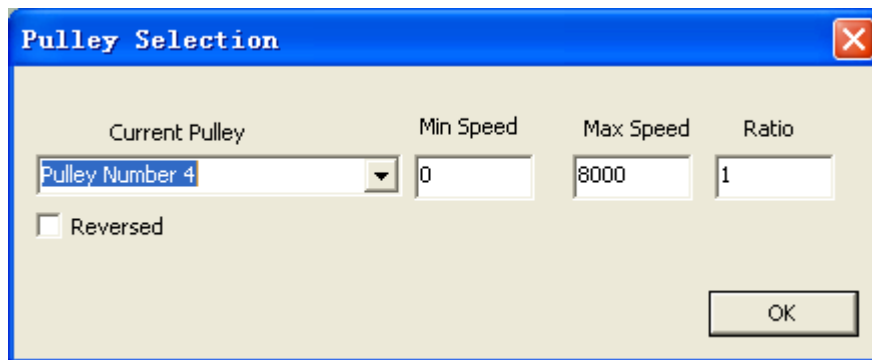 Pulley Selection
Current Pulley Min Speed Max Speed Ratio
Pulley Number 4 0 8000 1
Reversed
OK